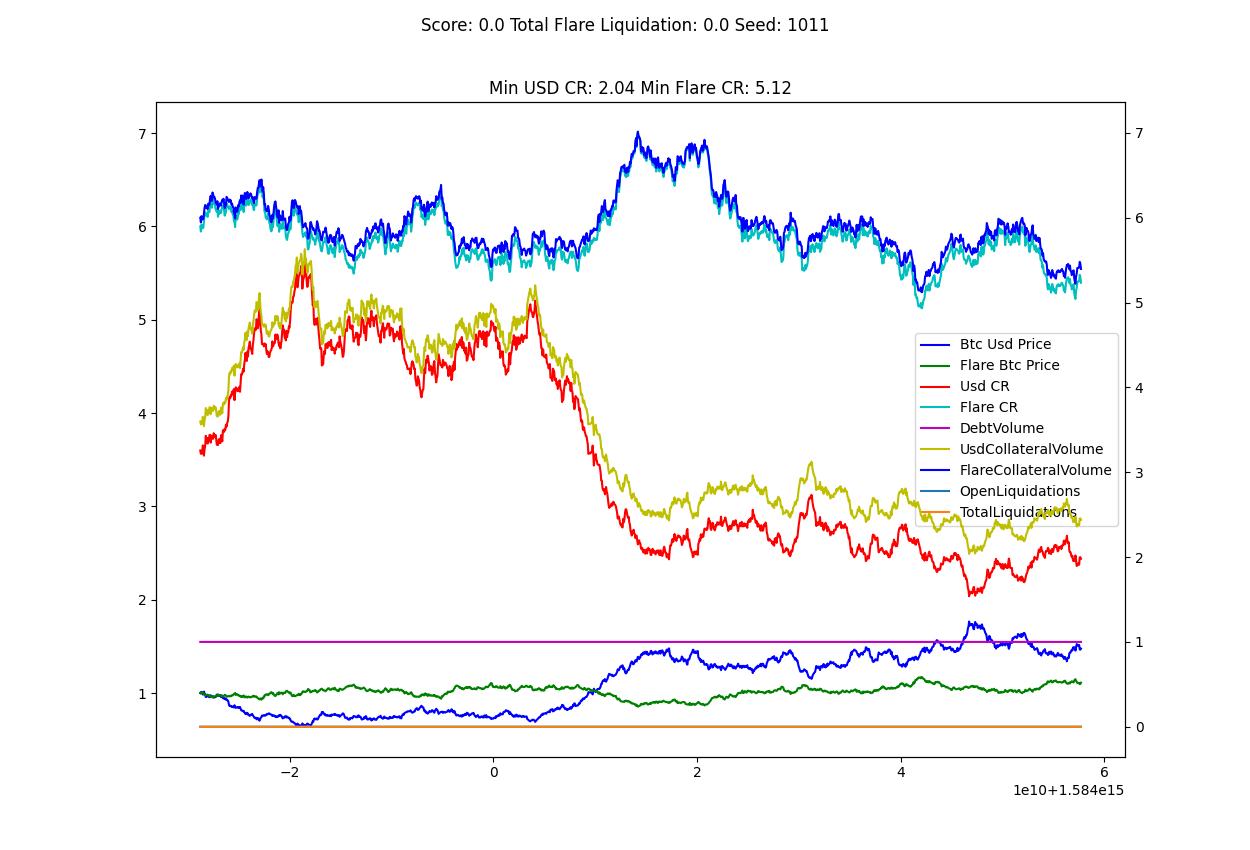 Score: 0.0 Total Flare Liquidation: 0.0 Seed: 1011
Min USD CR: 2.04 Min Flare CR: 5.12
7
6
5
4
3
2
1
7
6
5
4
3
2
1
0
Btc Usd Price
Flare Btc Price
Usd CR
Flare CR
DebtVolume
UsdCollateralVolume
FlareCollateralVolume
OpenLiquidations
TotalLiquidations
−2
0
2
4
6
1e10+1.584e15